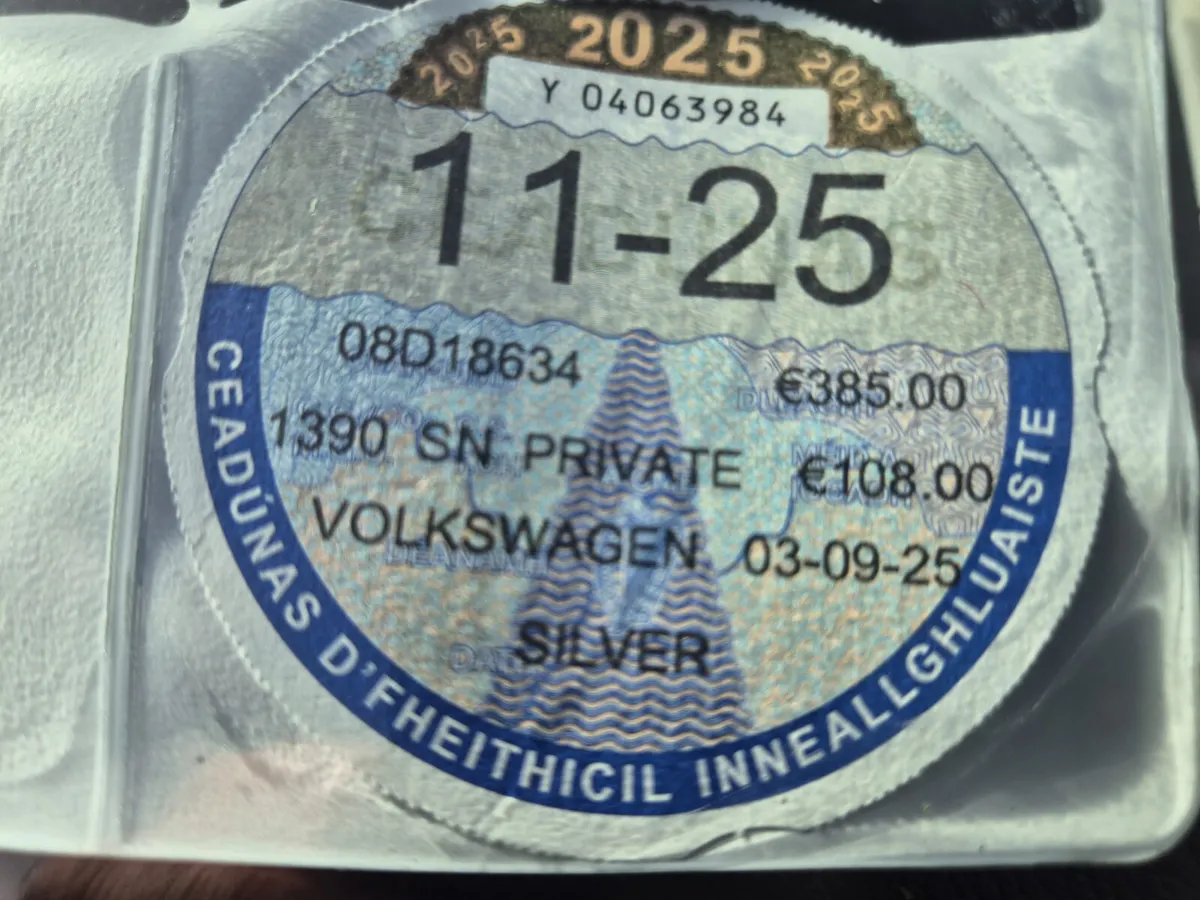 2025 2025 2025
Y 04063984
11-25
08D18634 €385.00
1390 SN PRIVATE €108.00
VOLKSWAGEN 03-09-25
SILVER
CEADÚNAS D'FHEITHICIL INNEALLGHLUAISTE